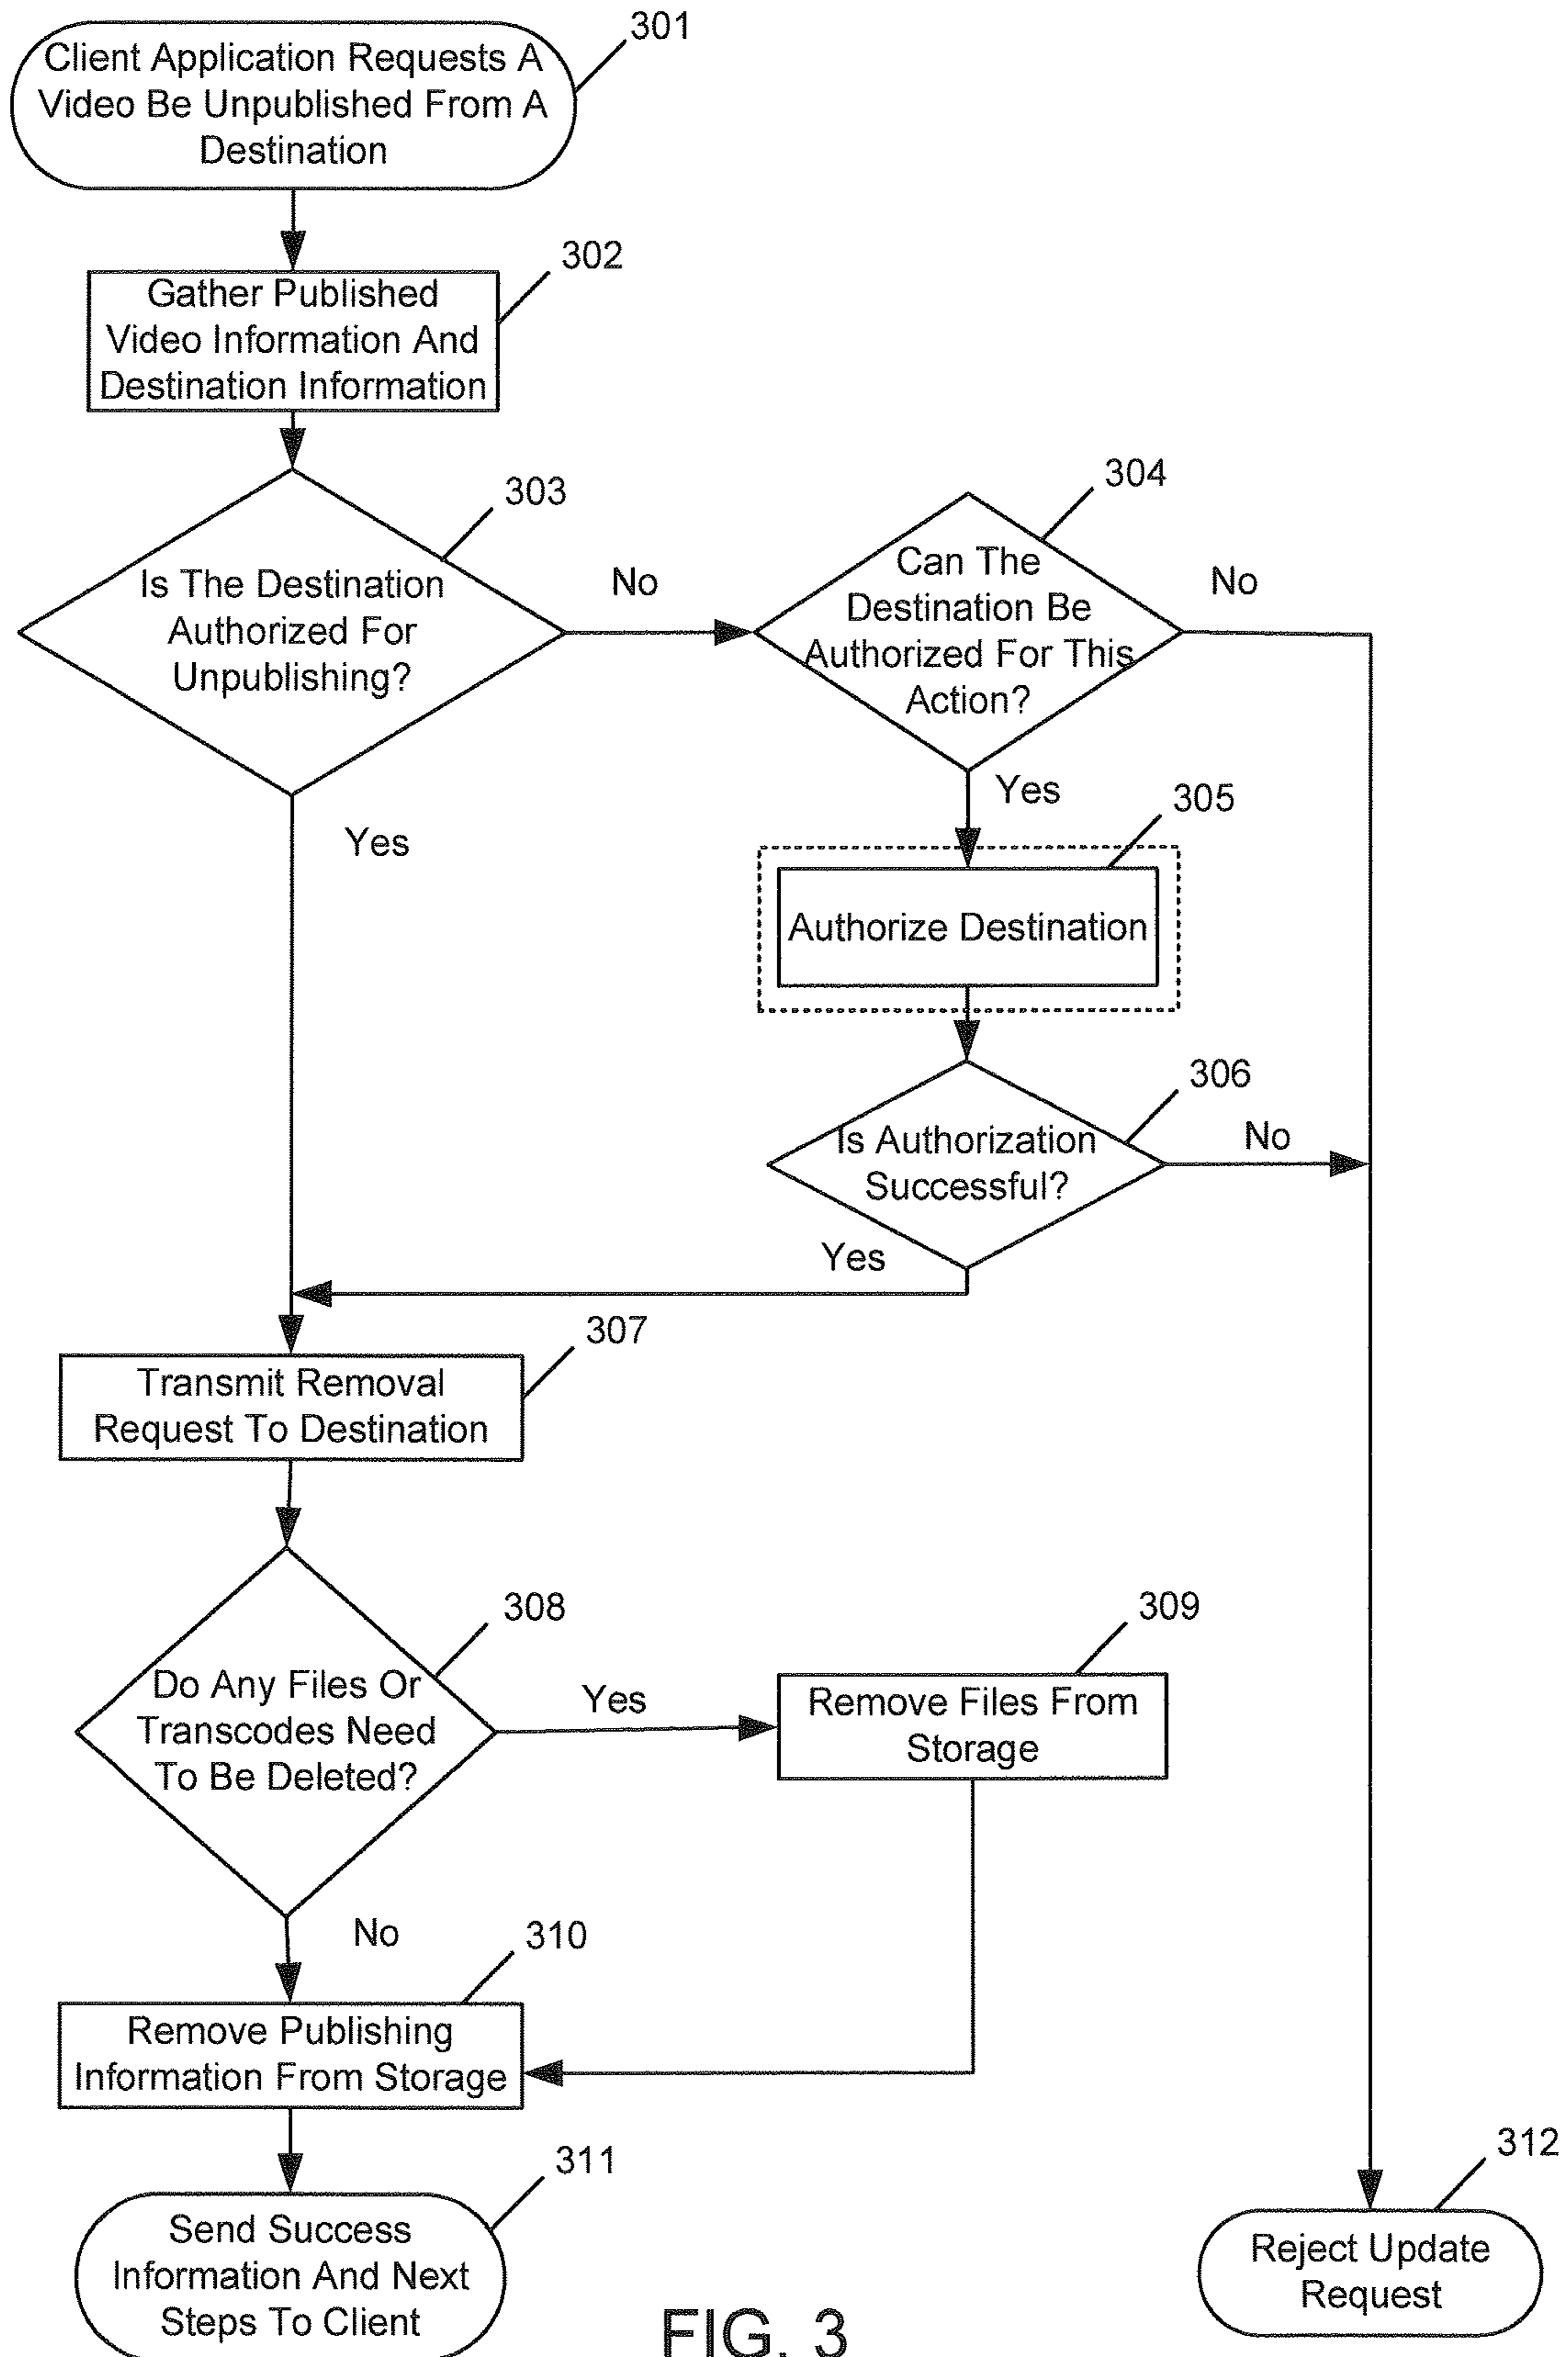 301
Client Application Requests A
Video Be Unpublished From A
Destination
302
Gather Published
Video Information And
Destination Information
303
Is The Destination
Authorized For
Unpublishing?
No
Yes
304
Can The
Destination Be
Authorized For This
Action?
No
Yes
305
Authorize Destination
306
Is Authorization
Successful?
No
Yes
307
Transmit Removal
Request To Destination
308
Do Any Files Or
Transcodes Need
To Be Deleted?
Yes
No
309
Remove Files From
Storage
310
Remove Publishing
Information From Storage
311
Send Success
Information And Next
Steps To Client
312
Reject Update
Request
FIG. 3